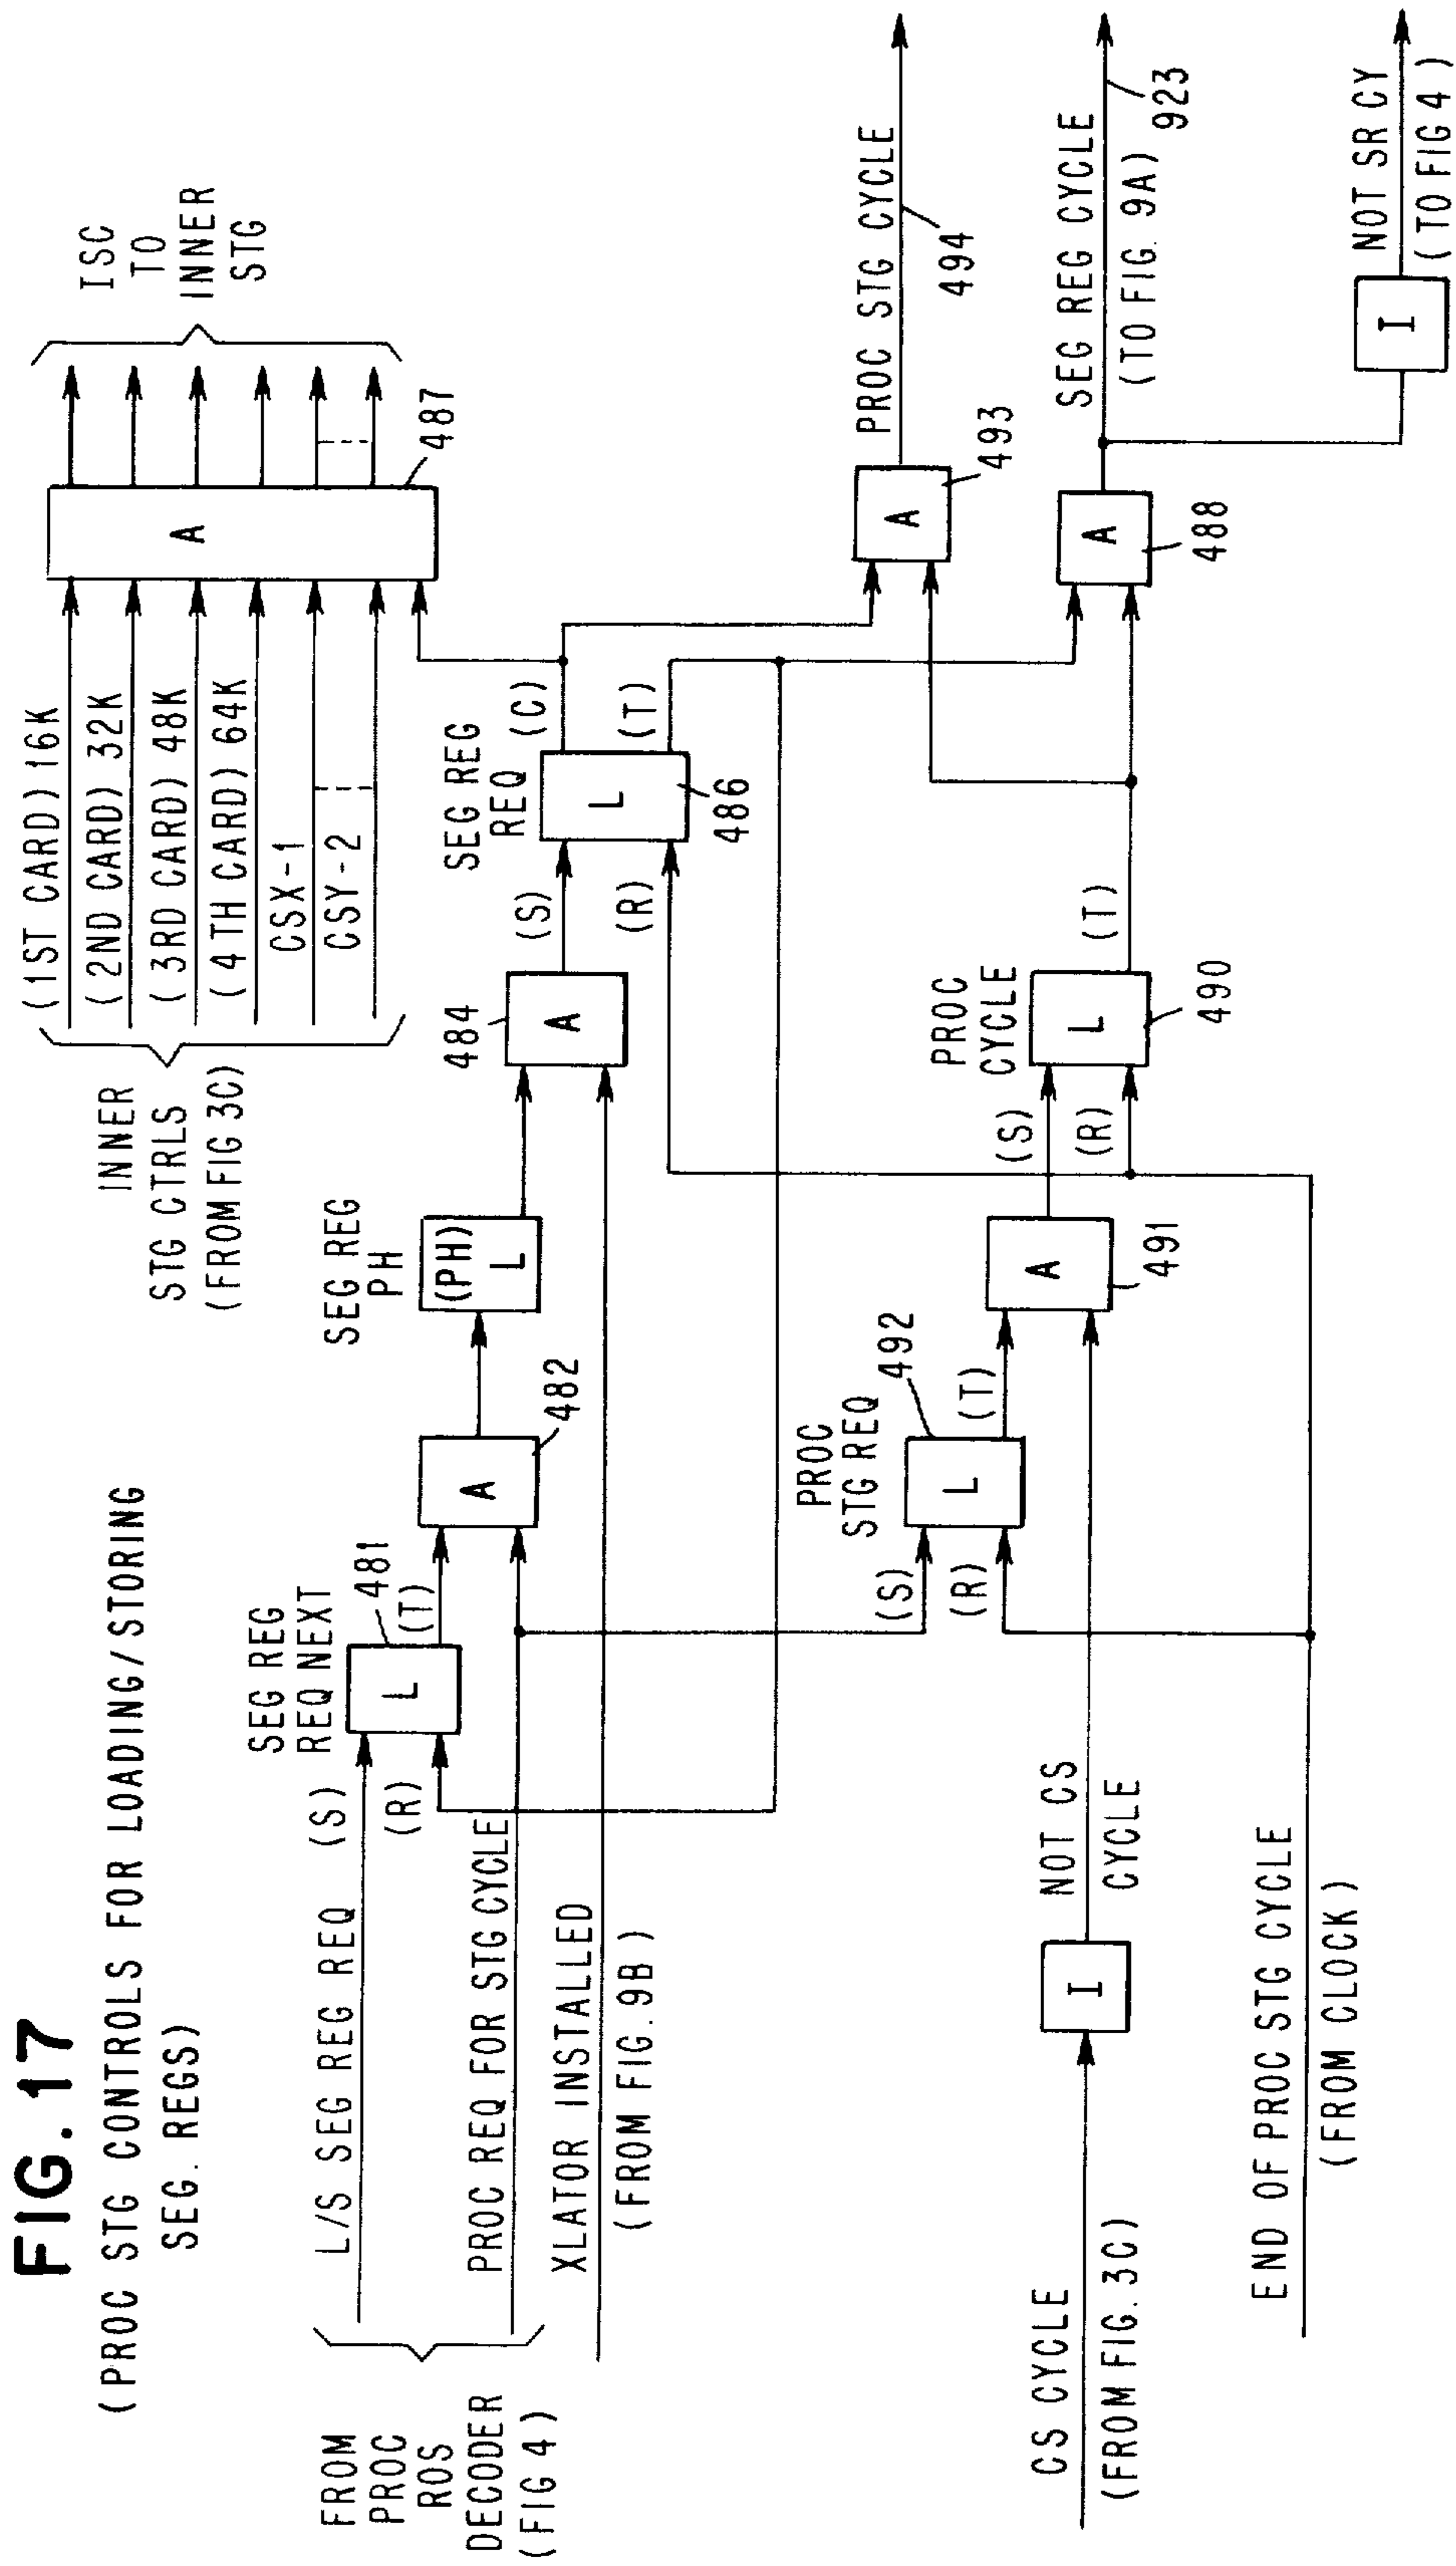 FIG. 17
(PROC STG CONTROLS FOR LOADING/STORING
SEG. REGS)
INNER
STG CTRLS
(FROM FIG 3C)
(1ST CARD) 16K
(2ND CARD) 32K
(3RD CARD) 48K
(4TH CARD) 64K
CSX-1
CSY-2
A
487
ISC
TO
INNER
STG
FROM
PROC
ROS
DECODER
(FIG 4)
L/S SEG REG REQ
(S)
(R)
SEG REG
REQ NEXT
L
481
(T)
PROC REQ FOR STG CYCLE
A
482
SEG REG
PH
(PH)
L
XLATOR INSTALLED
(FROM FIG. 9B)
484
A
(S)
(R)
SEG REG
REQ
L
486
(C)
(T)
PROC
STG REQ
492
(S)
(R)
L
(T)
CS CYCLE
(FROM FIG. 3C)
I
NOT CS
CYCLE
A
491
(S)
(R)
PROC
CYCLE
L
490
(T)
END OF PROC STG CYCLE
(FROM CLOCK)
A
493
PROC STG CYCLE
494
A
488
SEG REG CYCLE
(TO FIG. 9A)
923
I
NOT SR CY
(TO FIG 4)